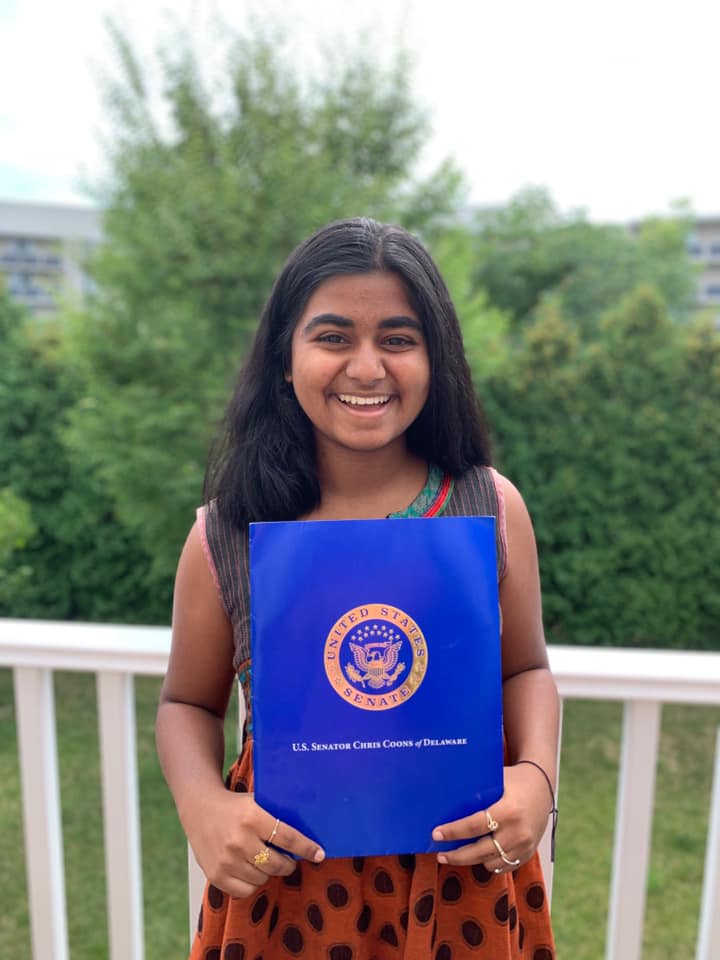 UNITED STATES
SENATE
U.S. SENATOR CHRIS COONS of DELAWARE